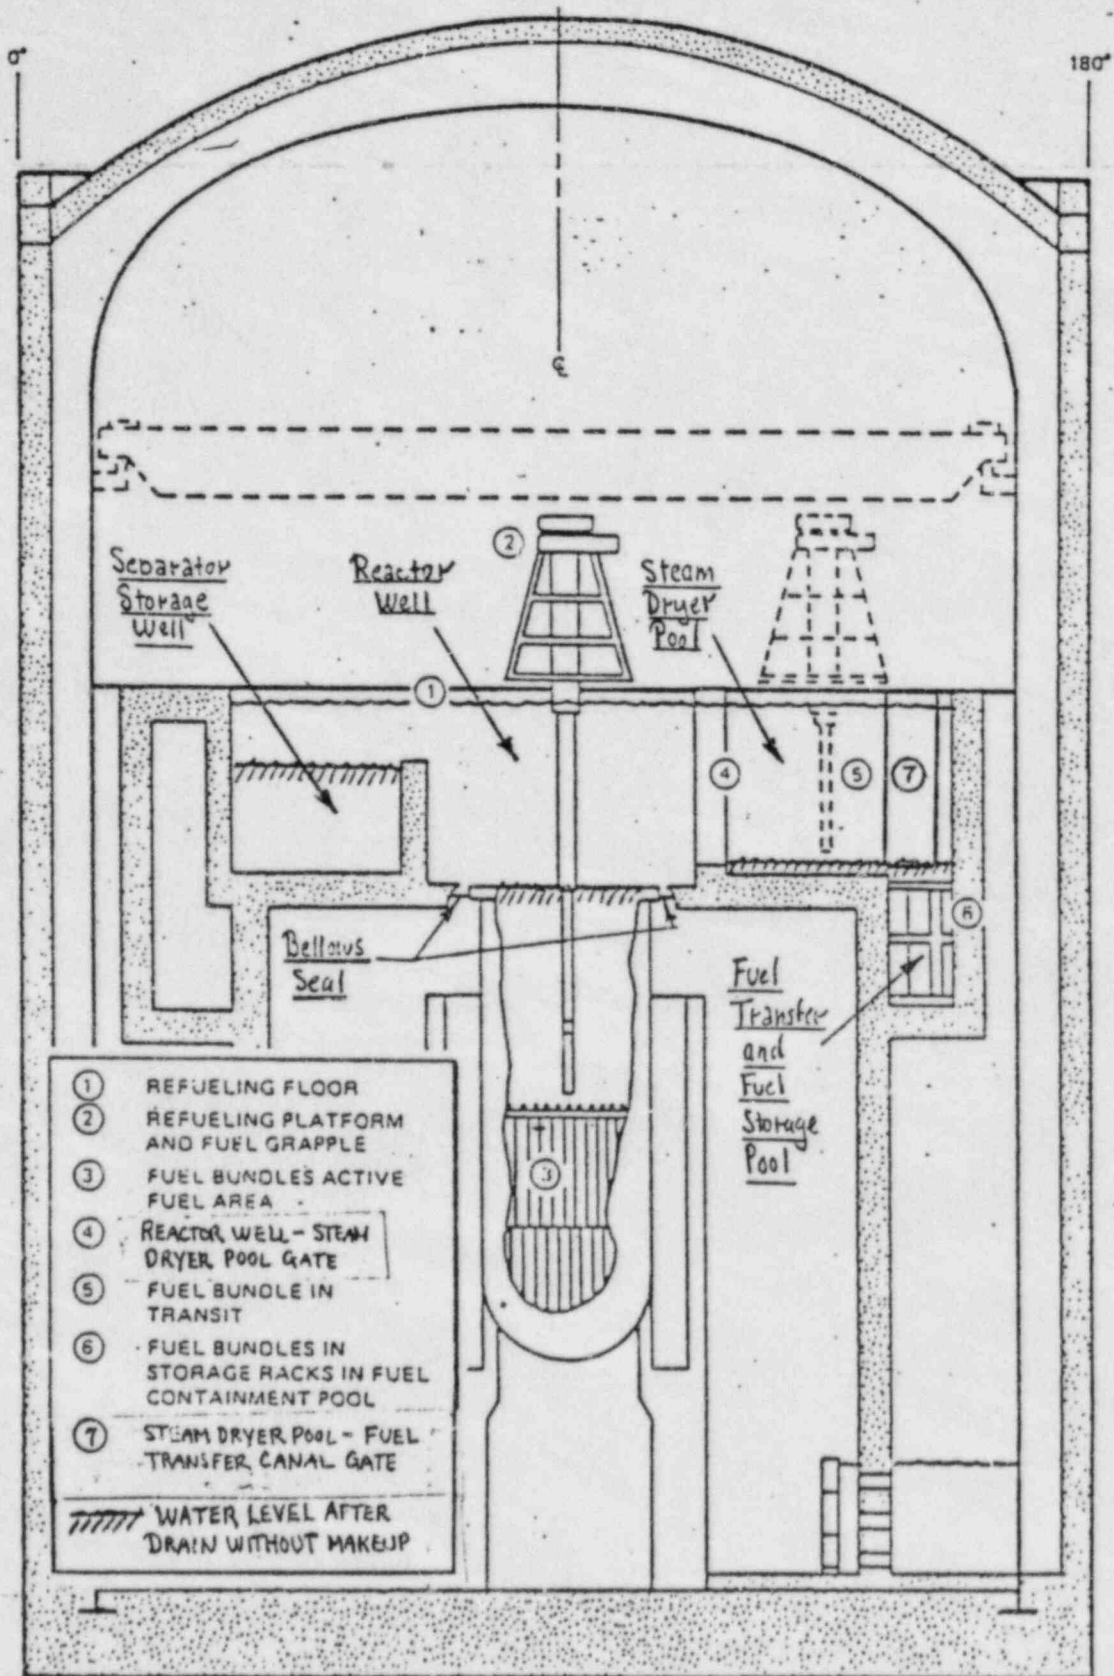 0°
180°
℄
②
Separator
Storage
Well
Reactor
Well
Steam
Dryer
Pool
①
④
⑤
⑦
⑥
Bellows
Seal
Fuel
Transfer
and
Fuel
Storage
Pool
③
① REFUELING FLOOR
② REFUELING PLATFORM
AND FUEL GRAPPLE
③ FUEL BUNDLES ACTIVE
FUEL AREA
④ REACTOR WELL - STEAM
DRYER POOL GATE
⑤ FUEL BUNDLE IN
TRANSIT
⑥ FUEL BUNDLES IN
STORAGE RACKS IN FUEL
CONTAINMENT POOL
⑦ STEAM DRYER POOL - FUEL
TRANSFER CANAL GATE
WATER LEVEL AFTER
DRAIN WITHOUT MAKEUP